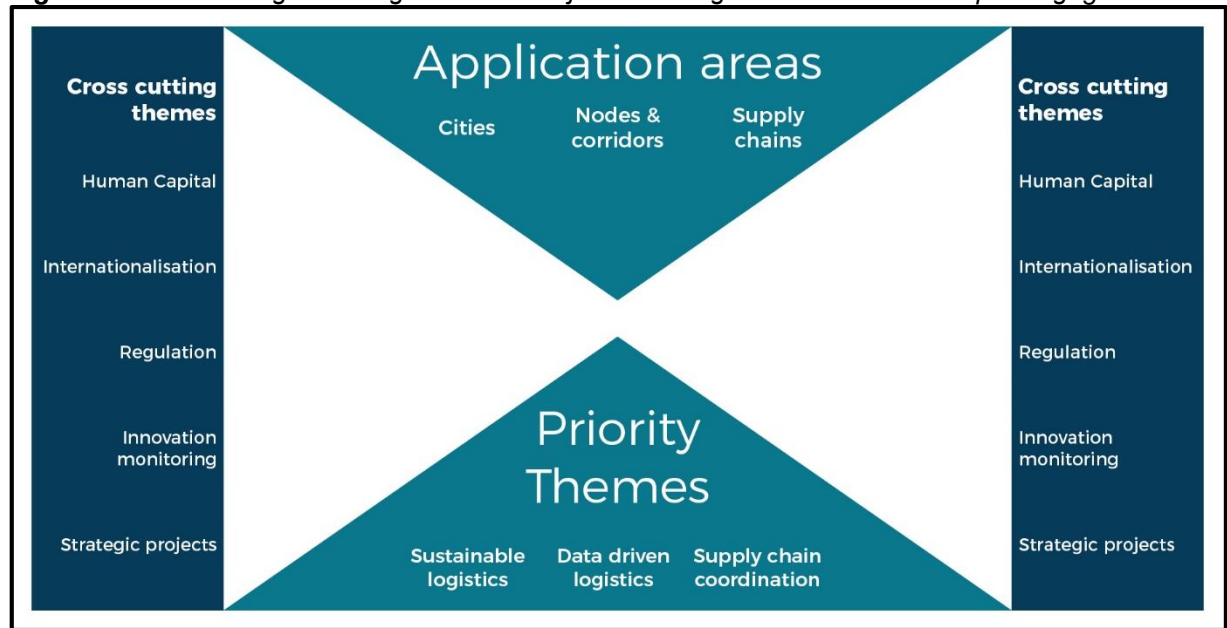 Application areas
Cross cutting
themes
Cities
Nodes &
corridors
Supply
chains
Cross cutting
themes
Human Capital
Human Capital
Internationalisation
Internationalisation
Regulation
Regulation
Priority
Themes
Innovation
monitoring
Innovation
monitoring
Strategic projects
Sustainable
logistics
Data driven
logistics
Supply chain
coordination
Strategic projects